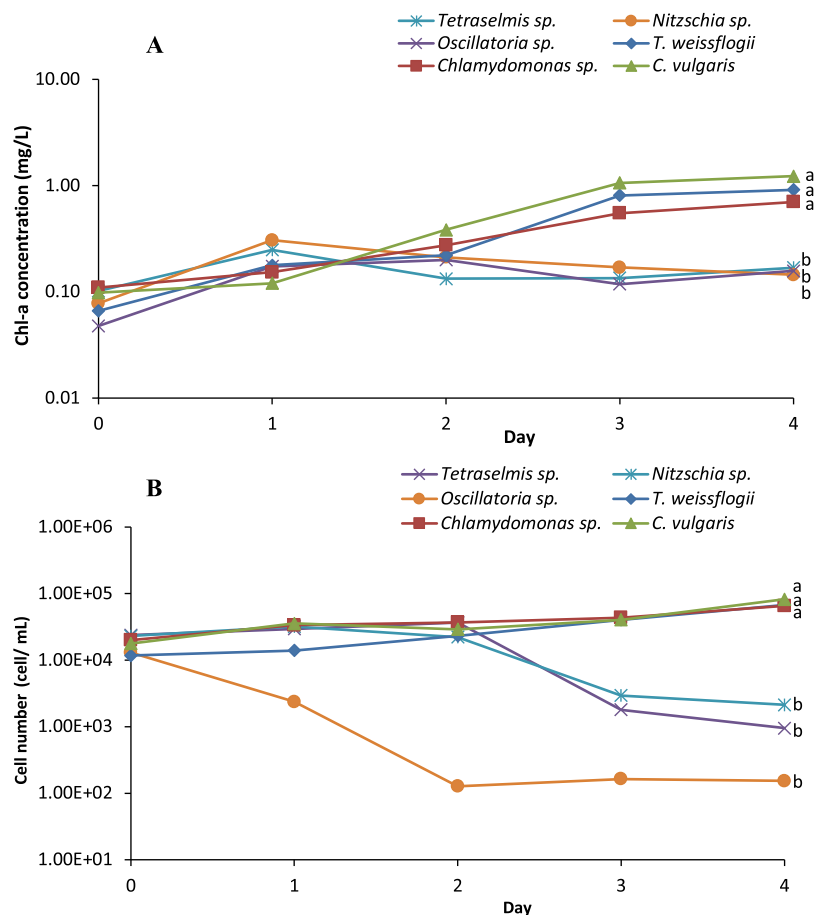 A
Tetraselmis sp.
Nitzschia sp.
Oscillatoria sp.
T. weissflogii
Chlamydomonas sp.
C. vulgaris
Chl-a concentration (mg/L)
10.00
1.00
0.10
0.01
a
a
a
b
b
b
0 1 2 3 4
Day
B
Tetraselmis sp.
Nitzschia sp.
Oscillatoria sp.
T. weissflogii
Chlamydomonas sp.
C. vulgaris
Cell number (cell/ mL)
1.00E+06
1.00E+05
1.00E+04
1.00E+03
1.00E+02
1.00E+01
a
a
a
b
b
b
0 1 2 3 4
Day